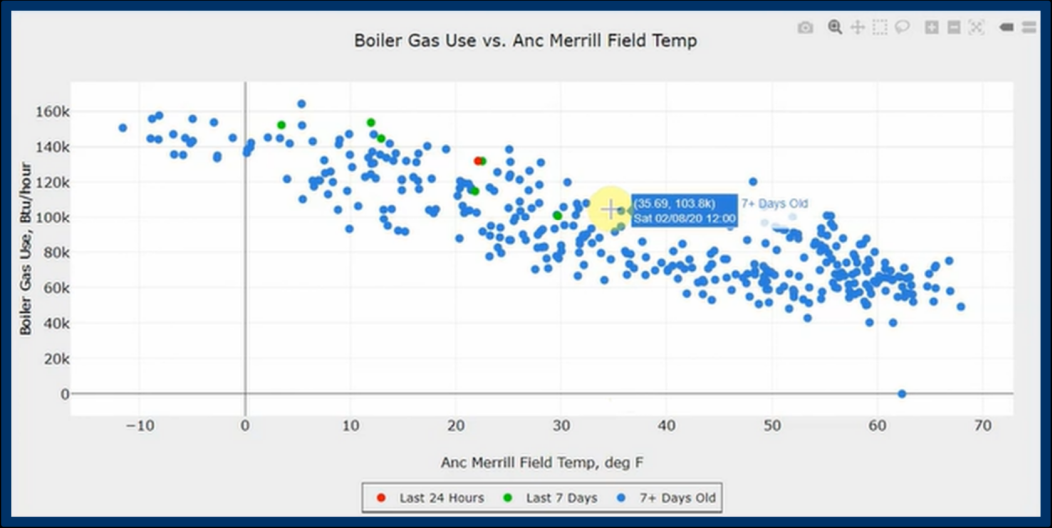 Boiler Gas Use vs. Anc Merrill Field Temp
Boiler Gas Use, Btu/hour
160k
140k
120k
100k
80k
60k
40k
20k
0
(35.69, 103.8k)
Sat 02/08/20 12:00
7+ Days Old
−10
0
10
20
30
40
50
60
70
Anc Merrill Field Temp, deg F
Last 24 Hours
Last 7 Days
7+ Days Old